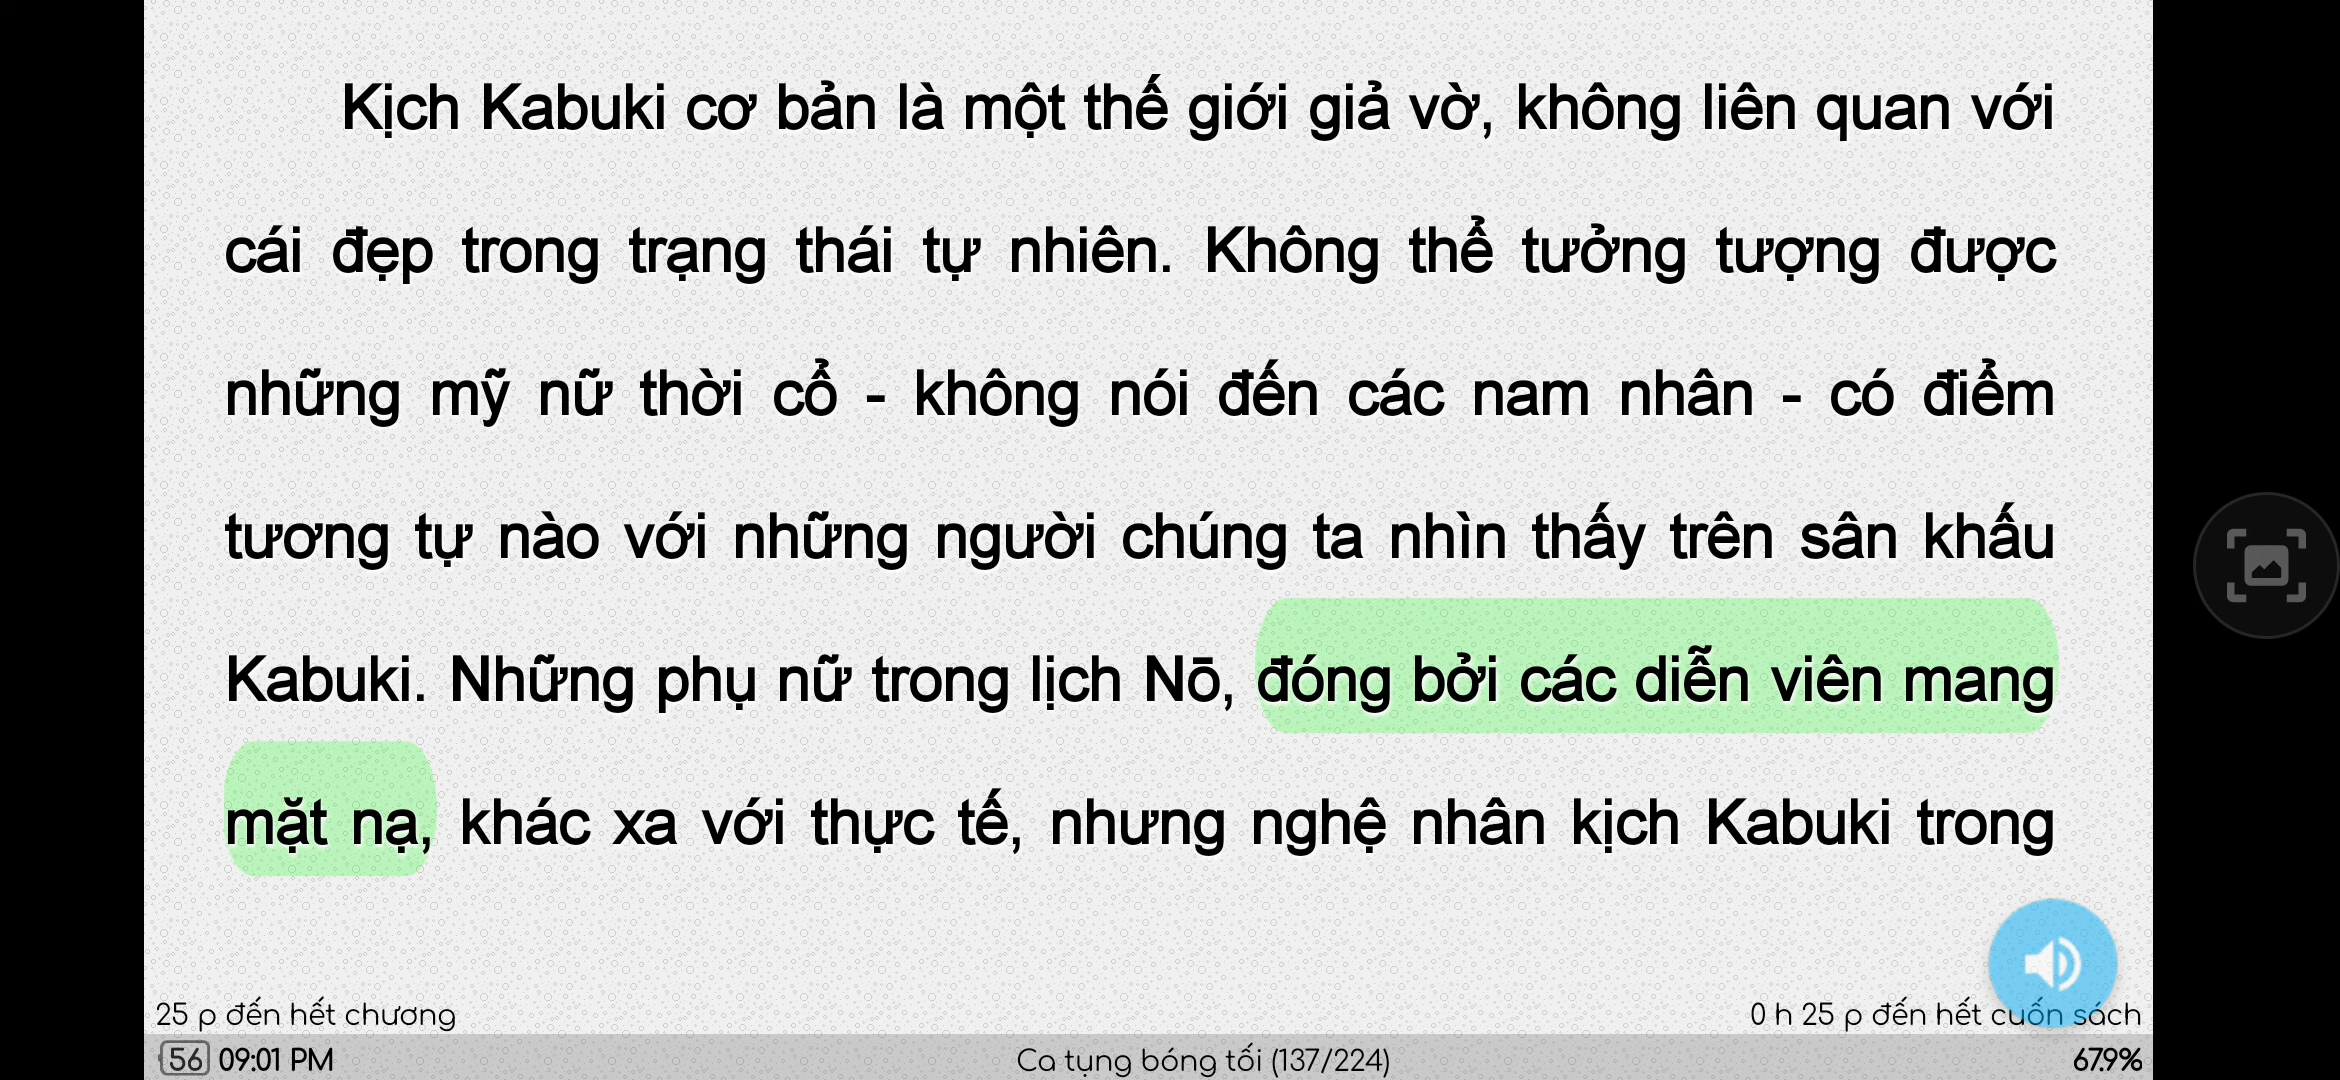 Kịch Kabuki cơ bản là một thế giới giả vờ, không liên quan với
cái đẹp trong trạng thái tự nhiên. Không thể tưởng tượng được
những mỹ nữ thời cổ - không nói đến các nam nhân - có điểm
tương tự nào với những người chúng ta nhìn thấy trên sân khấu
Kabuki. Những phụ nữ trong lịch Nō, đóng bởi các diễn viên mang
mặt nạ, khác xa với thực tế, nhưng nghệ nhân kịch Kabuki trong
25 p đến hết chương
0 h 25 p đến hết cuốn sách
56 09:01 PM
Ca tụng bóng tối (137/224)
67.9%